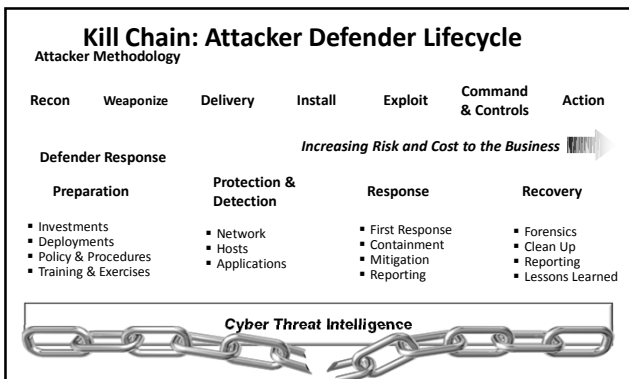 Kill Chain: Attacker Defender Lifecycle
Attacker Methodology
Recon
Weaponize
Delivery
Install
Exploit
Command
& Controls
Action
Increasing Risk and Cost to the Business
Defender Response
Preparation
▪ Investments
▪ Deployments
▪ Policy & Procedures
▪ Training & Exercises
Protection &
Detection
▪ Network
▪ Hosts
▪ Applications
Response
▪ First Response
▪ Containment
▪ Mitigation
▪ Reporting
Recovery
▪ Forensics
▪ Clean Up
▪ Reporting
▪ Lessons Learned
Cyber Threat Intelligence